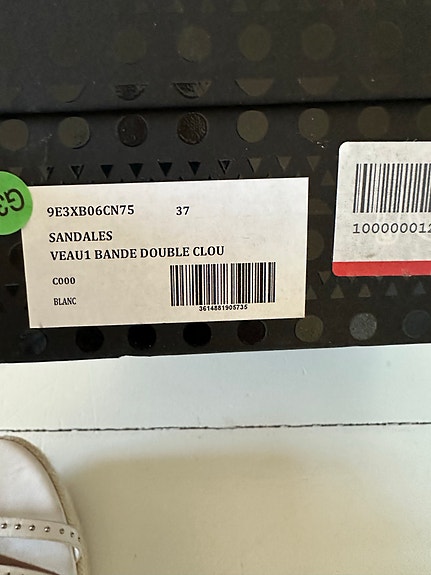 9E3XB06CN75 37
SANDALES
VEAU1 BANDE DOUBLE CLOU
C000
BLANC
3614881905735
G3
100000012